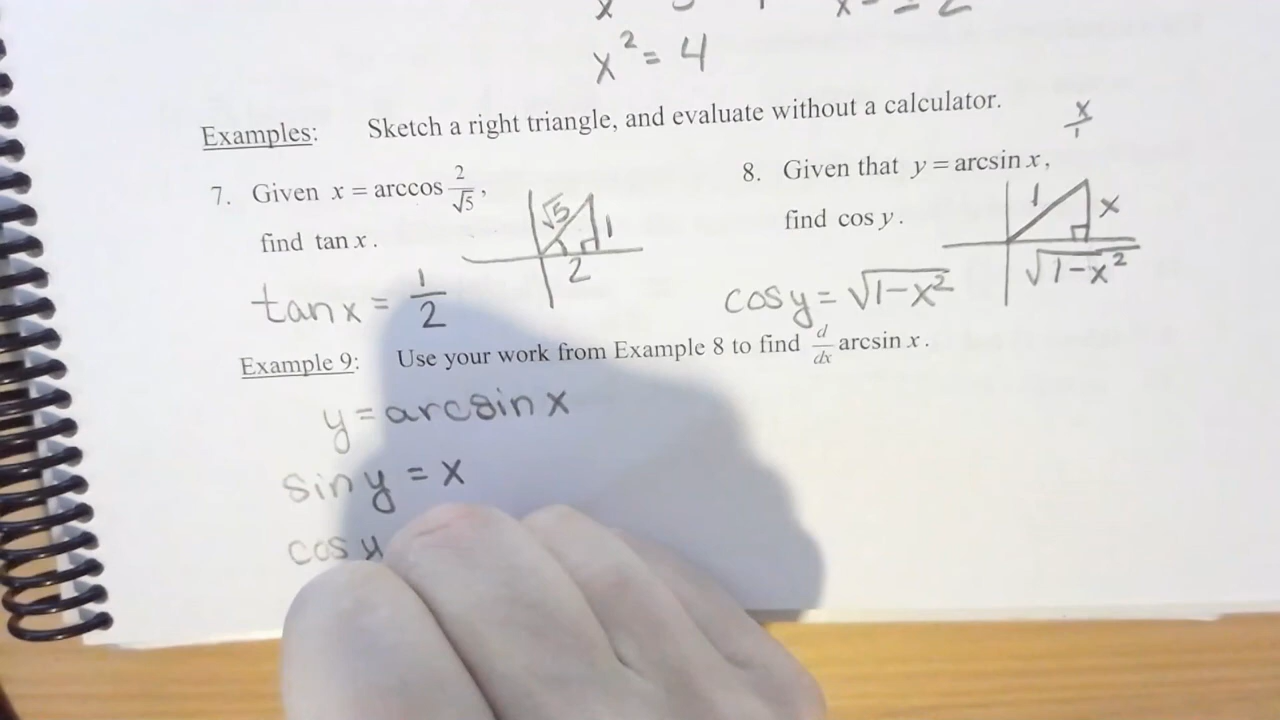 x² = 4
Examples: Sketch a right triangle, and evaluate without a calculator.
x/1
7. Given x = arccos 2/√5,
find tan x.
√5
1
2
tan x = 1/2
8. Given that y = arcsin x,
find cos y.
1
x
√1-x²
cos y = √1-x²
Example 9: Use your work from Example 8 to find d/dx arcsin x.
y = arcsin x
sin y = x
cos y